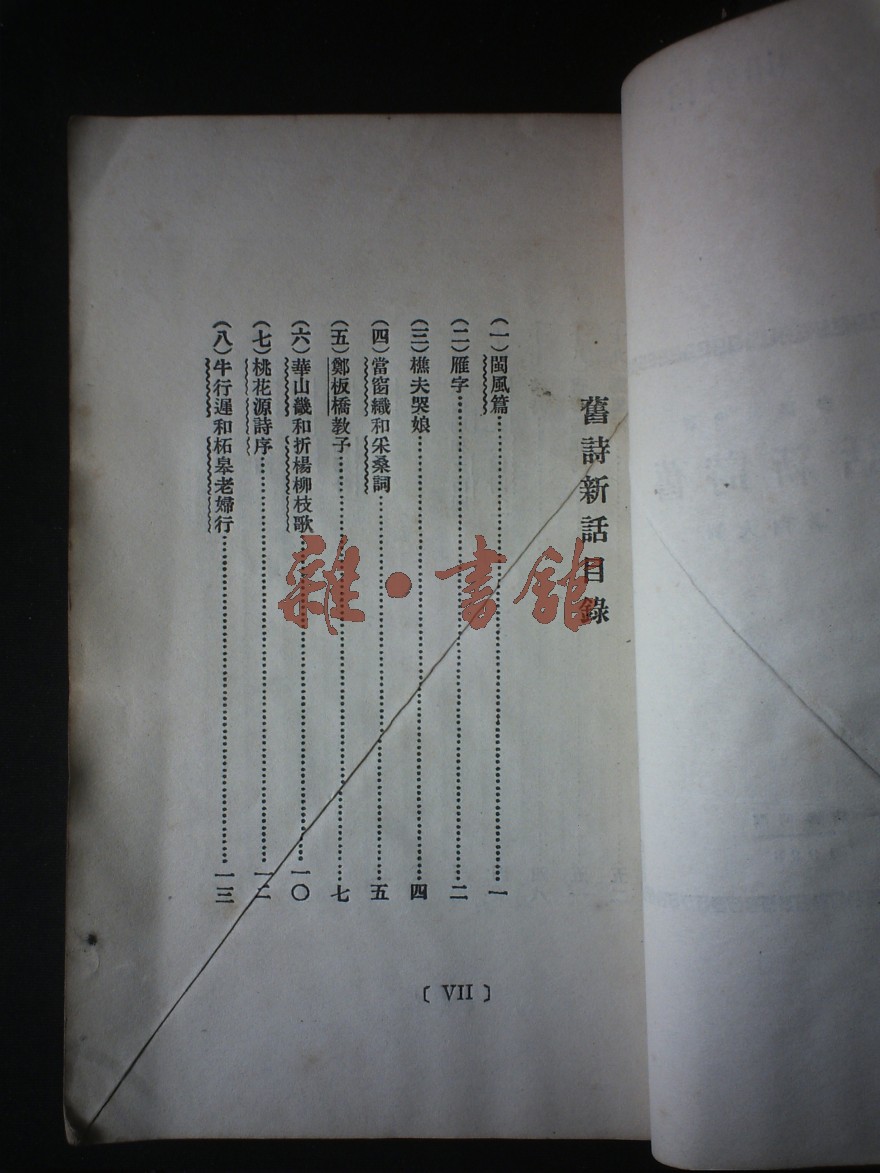 舊詩新話目錄
(一)閩風篇……一
(二)雁字……二
(三)樵夫哭娘……四
(四)當窗織和采桑詞……五
(五)鄭板橋教子……七
(六)華山畿和折楊柳枝歌……一〇
(七)桃花源詩序……一二
(八)牛行遲和柘皋老婦行……一三
〔 VII 〕
雜·書館